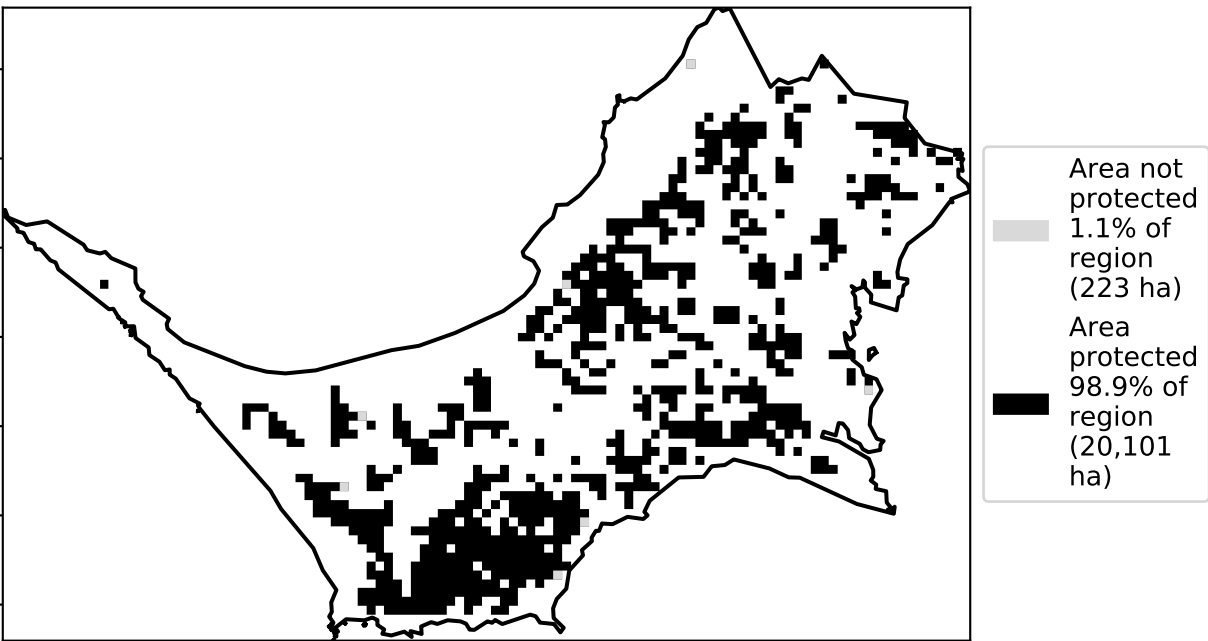 Area not
protected
1.1% of
region
(223 ha)
Area
protected
98.9% of
region
(20,101
ha)